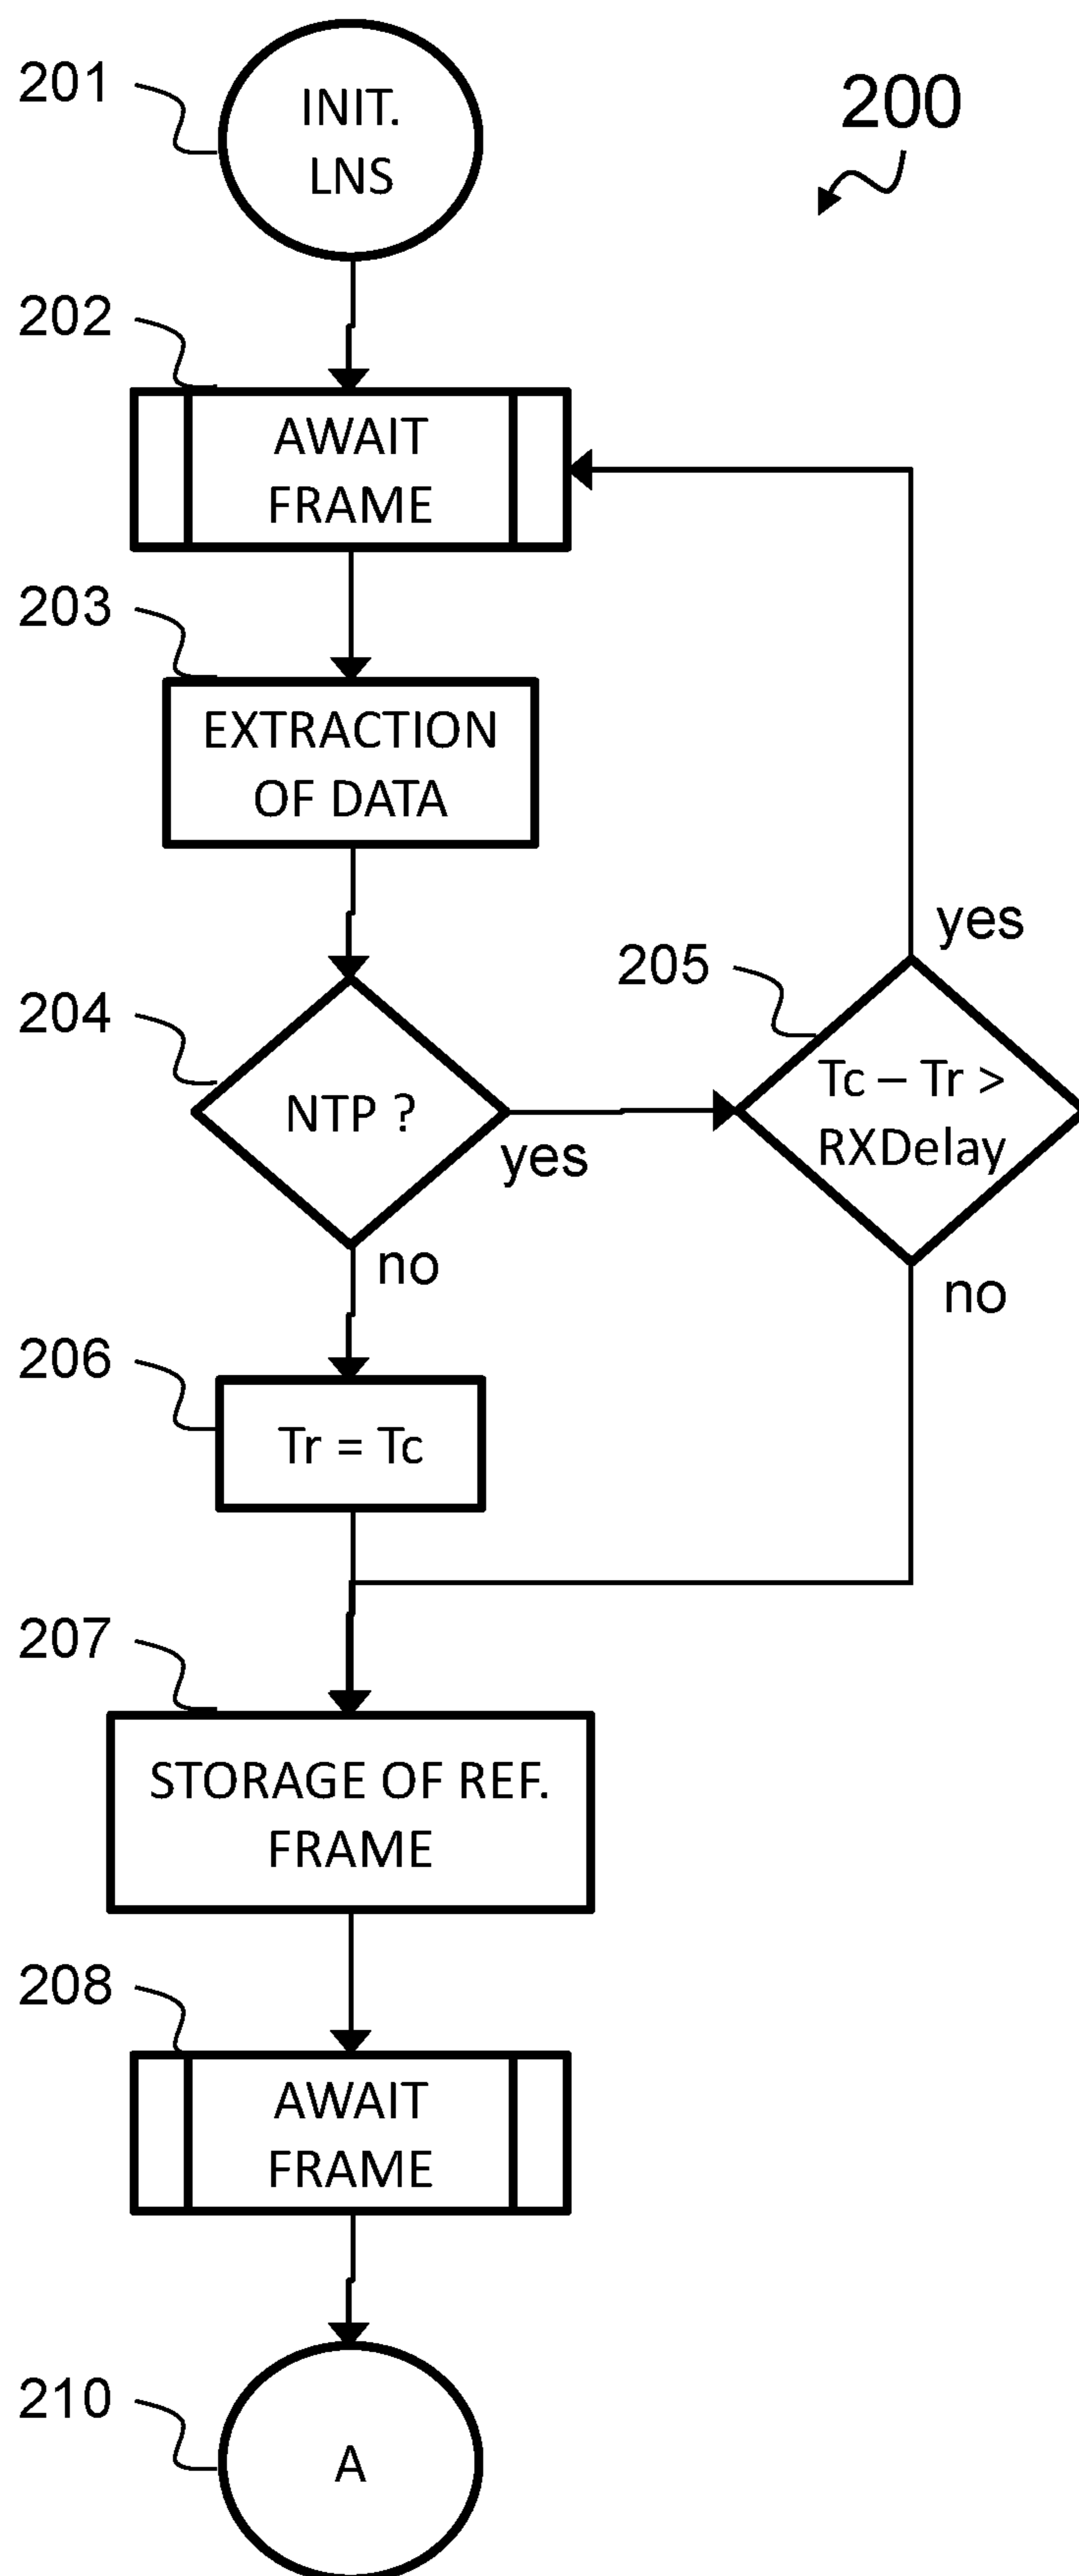 201
INIT.
LNS
200
202
AWAIT
FRAME
203
EXTRACTION
OF DATA
yes
205
204
NTP ?
yes
Tc – Tr >
RXDelay
no
no
206
Tr = Tc
207
STORAGE OF REF.
FRAME
208
AWAIT
FRAME
210
A